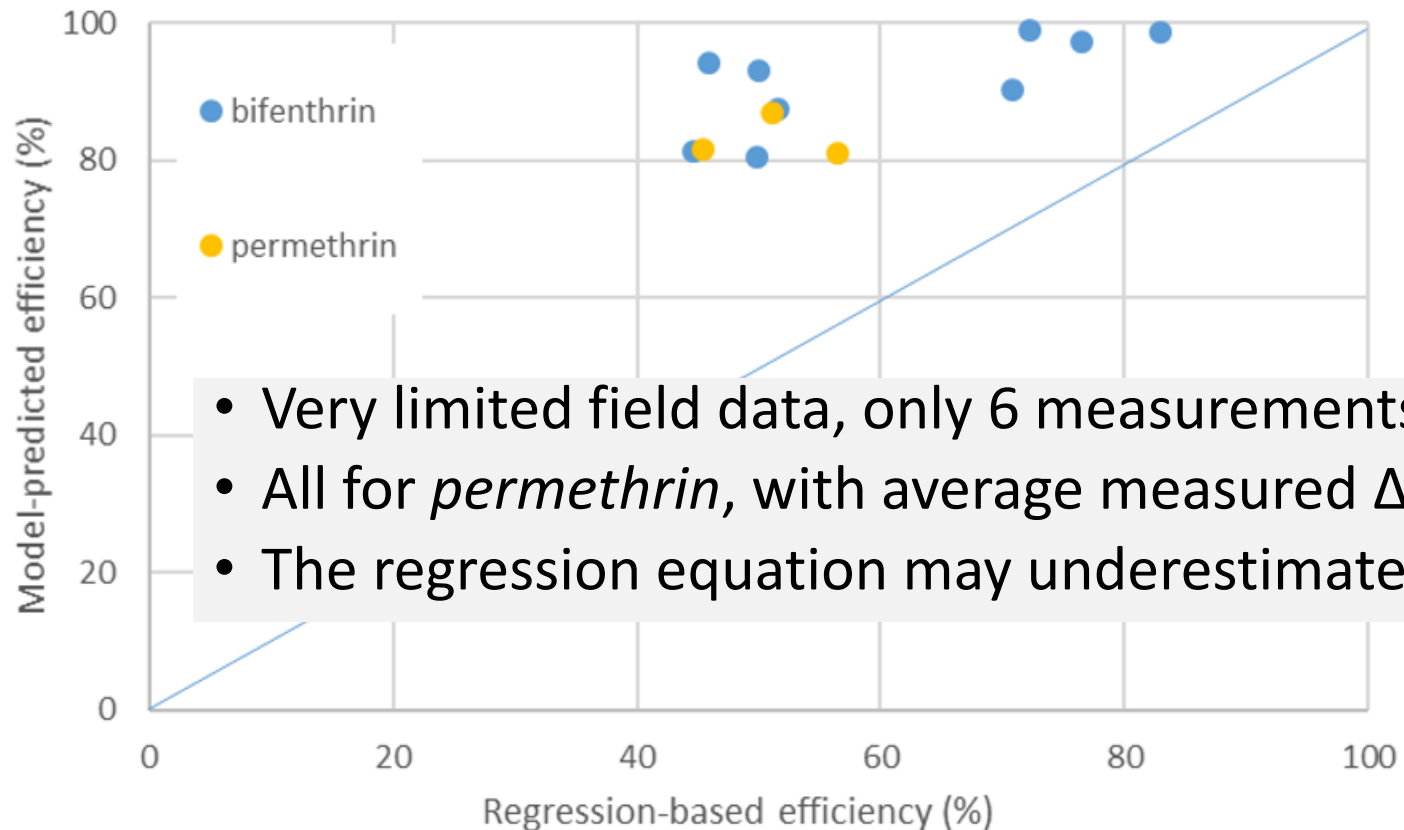 100
80
60
40
20
0
Model-predicted efficiency (%)
bifenthrin
permethrin
• Very limited field data, only 6 measurements
• All for permethrin, with average measured Δ
• The regression equation may underestimate
0 20 40 60 80 100
Regression-based efficiency (%)